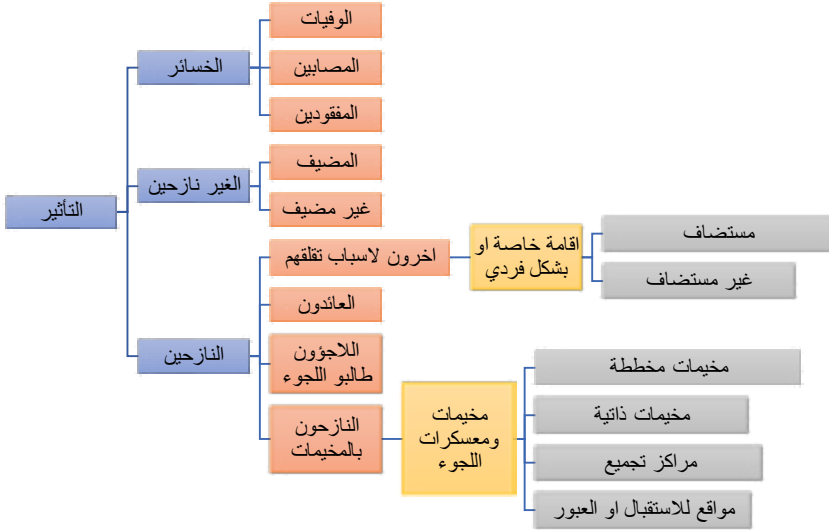 التأثير
الخسائر
الوفيات
المصابين
المفقودين
الغير نازحين
المضيف
غير مضيف
النازحين
اخرون لاسباب تقلقهم
اقامة خاصة او
بشكل فردي
مستضاف
غير مستضاف
العائدون
اللاجؤون
طالبو اللجوء
النازحون
بالمخيمات
مخيمات
ومعسكرات
اللجوء
مخيمات مخططة
مخيمات ذاتية
مراكز تجميع
مواقع للاستقبال او العبور